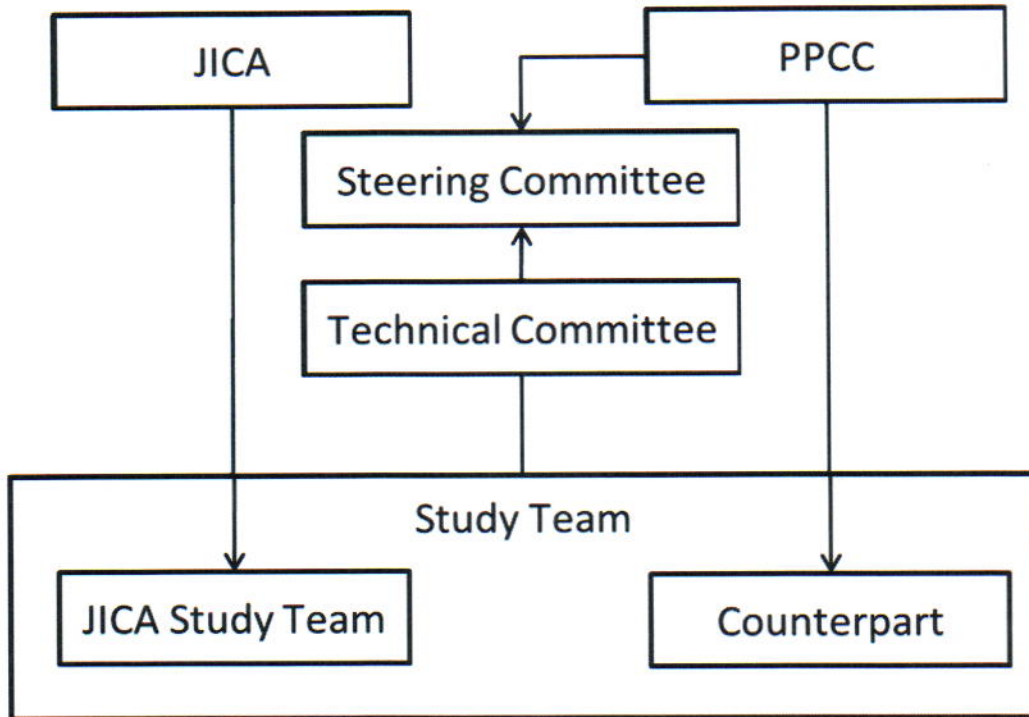 JICA
PPCC
Steering Committee
Technical Committee
Study Team
JICA Study Team
Counterpart